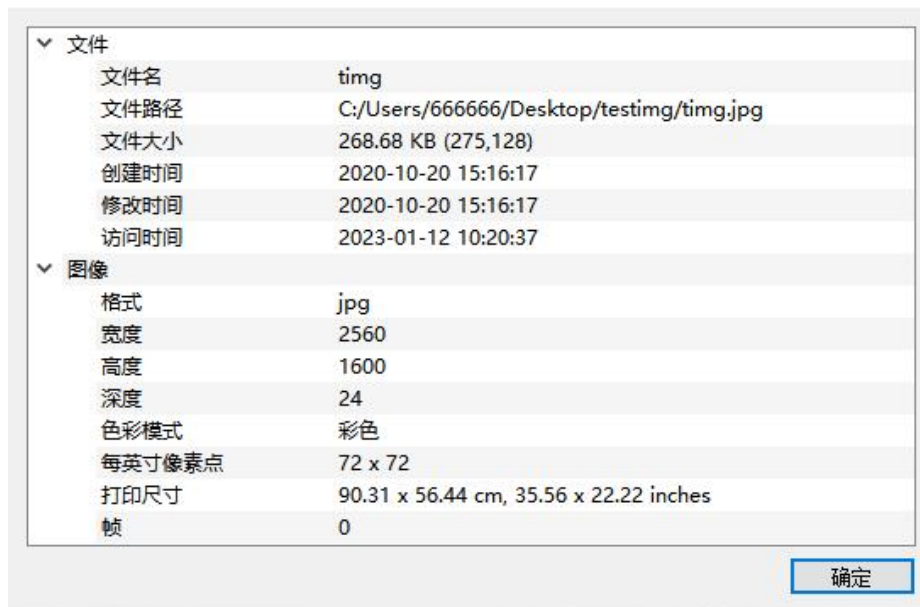 文件
文件名 timg
文件路径 C:/Users/666666/Desktop/testimg/timg.jpg
文件大小 268.68 KB (275,128)
创建时间 2020-10-20 15:16:17
修改时间 2020-10-20 15:16:17
访问时间 2023-01-12 10:20:37
图像
格式 jpg
宽度 2560
高度 1600
深度 24
色彩模式 彩色
每英寸像素点 72 x 72
打印尺寸 90.31 x 56.44 cm, 35.56 x 22.22 inches
帧 0
确定